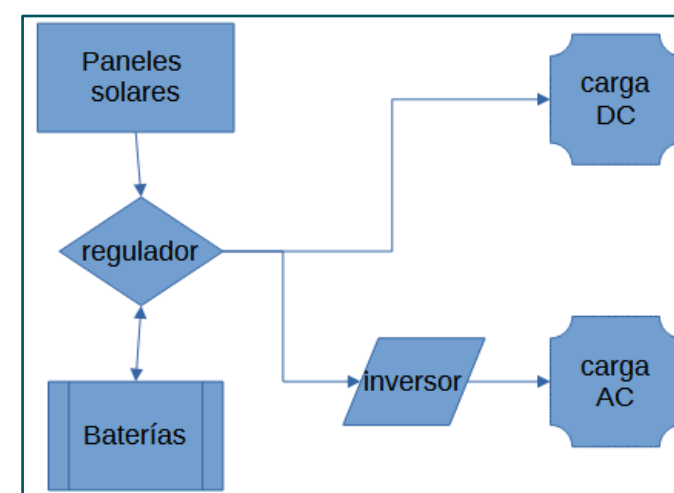 Paneles
solares
carga
DC
regulador
inversor
carga
AC
Baterías